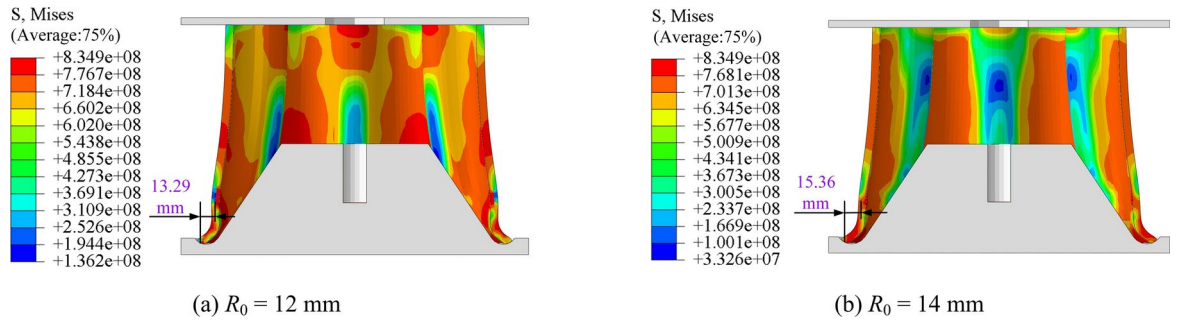 S, Mises
(Average:75%)
+8.349e+08
+7.767e+08
+7.184e+08
+6.602e+08
+6.020e+08
+5.438e+08
+4.855e+08
+4.273e+08
+3.691e+08
+3.109e+08
+2.526e+08
+1.944e+08
+1.362e+08
13.29
mm
(a) R0 = 12 mm
S, Mises
(Average:75%)
+8.349e+08
+7.681e+08
+7.013e+08
+6.345e+08
+5.677e+08
+5.009e+08
+4.341e+08
+3.673e+08
+3.005e+08
+2.337e+08
+1.669e+08
+1.001e+08
+3.326e+07
15.36
mm
(b) R0 = 14 mm